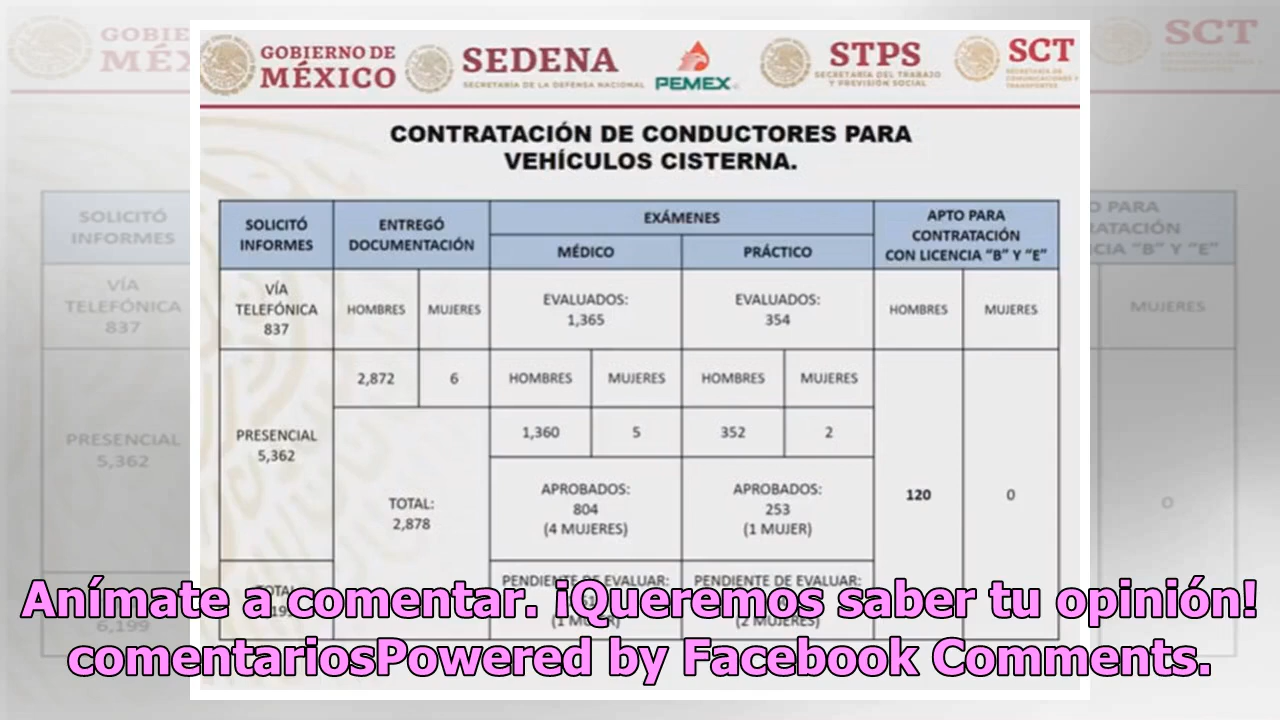 GOBIERNO DE
MÉXICO
SEDENA
SECRETARÍA DE LA DEFENSA NACIONAL
PEMEX
STPS
SECRETARÍA DEL TRABAJO
Y PREVISIÓN SOCIAL
SCT
SECRETARÍA DE
COMUNICACIONES Y
TRANSPORTES
CONTRATACIÓN DE CONDUCTORES PARA
VEHÍCULOS CISTERNA.
SOLICITÓ
INFORMES
ENTREGÓ
DOCUMENTACIÓN
EXÁMENES
MÉDICO
PRÁCTICO
APTO PARA
CONTRATACIÓN
CON LICENCIA “B” Y “E”
VÍA
TELEFÓNICA
837
HOMBRES
MUJERES
EVALUADOS:
1,365
EVALUADOS:
354
HOMBRES
MUJERES
2,872
6
HOMBRES
MUJERES
HOMBRES
MUJERES
PRESENCIAL
5,362
1,360
5
352
2
TOTAL:
2,878
APROBADOS:
804
(4 MUJERES)
APROBADOS:
253
(1 MUJER)
120
0
TOTAL
6,199
PENDIENTE DE EVALUAR:
(1 MUJER)
PENDIENTE DE EVALUAR:
(2 MUJERES)
Anímate a comentar. ¡Queremos saber tu opinión!
comentariosPowered by Facebook Comments.